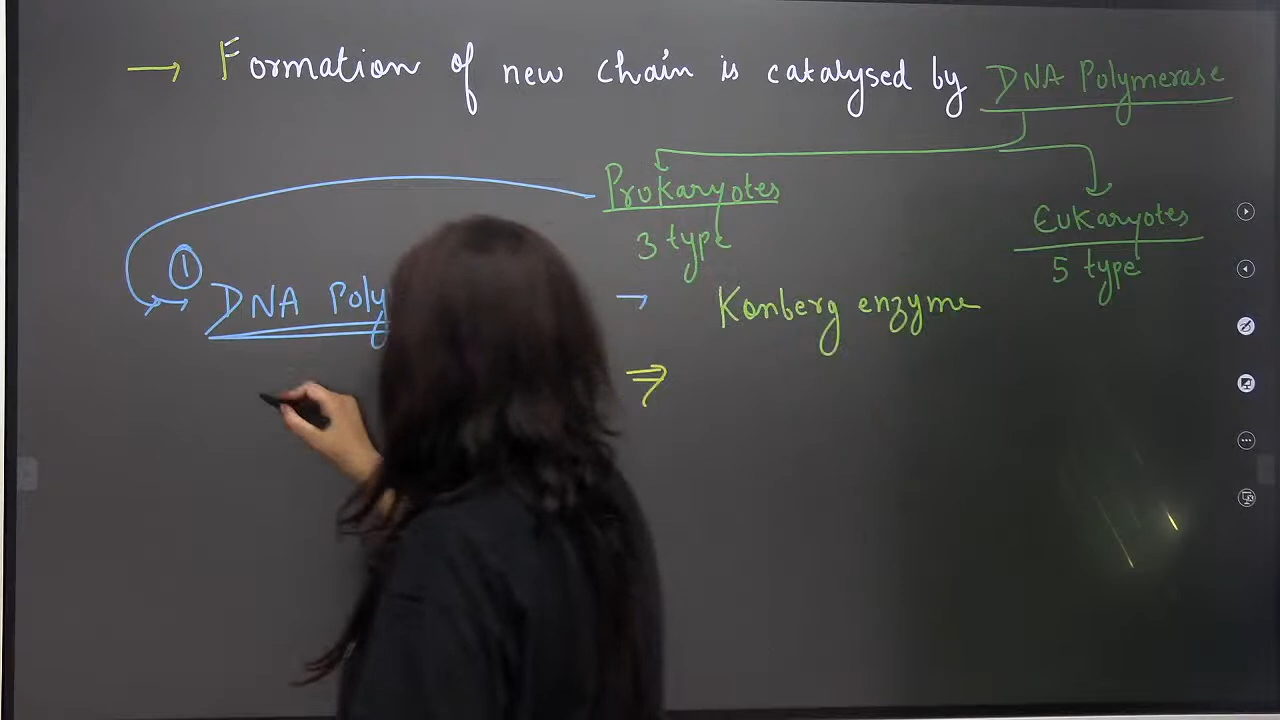 → Formation of new chain is catalysed by DNA Polymerase
Prokaryotes
3 type
Eukaryotes
5 type
①
DNA Poly → Konberg enzyme
⇒